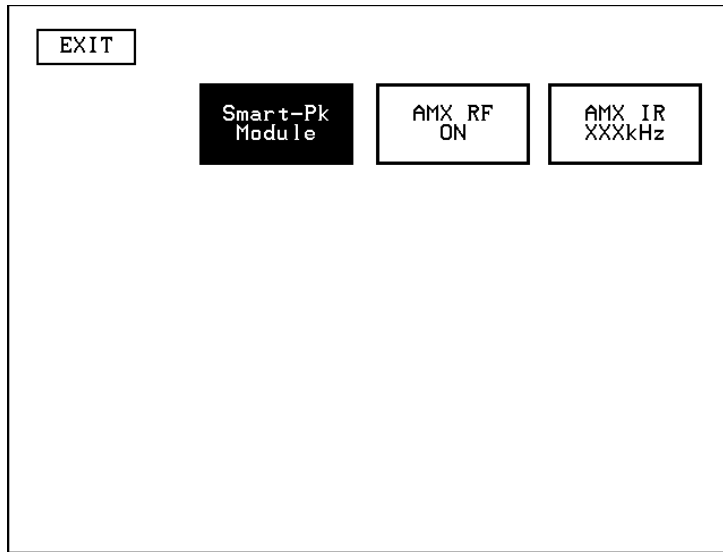 EXIT
Smart-Pk
Module
AMX RF
ON
AMX IR
XXXkHz